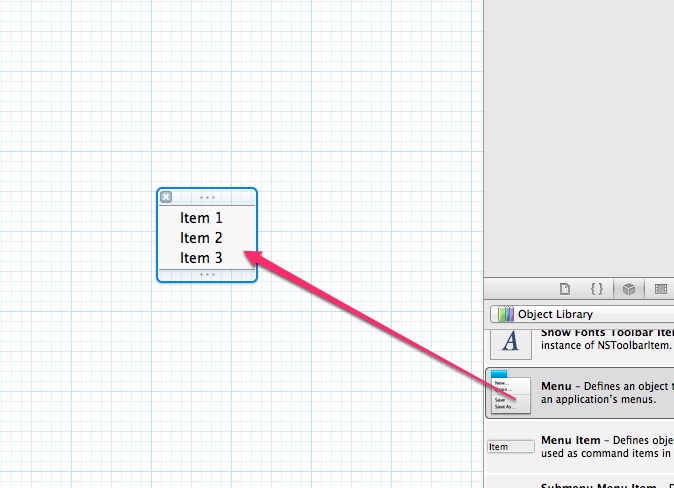 Item 1
Item 2
Item 3
Object Library
Show Fonts Toolbar Iter
instance of NSToolbarItem.
A
Menu – Defines an object t
an application's menus.
New...
Save
Save As...
Menu Item – Defines obje
used as command items in
Item
Submenu Menu Item